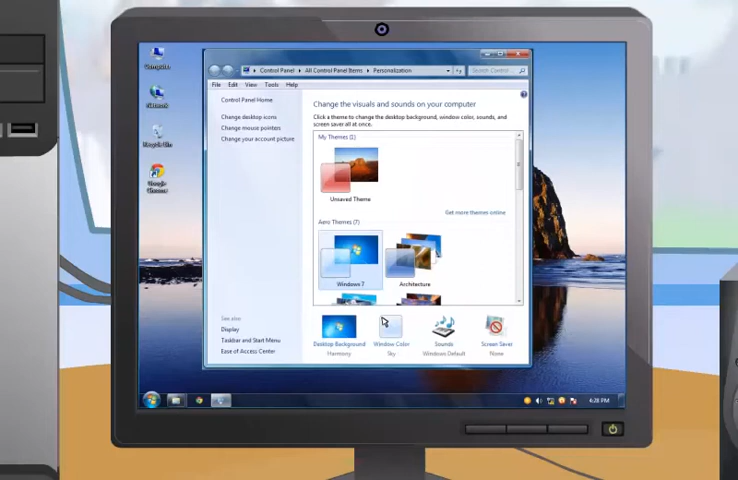 Computer
Network
Recycle Bin
Google
Chrome
Control Panel
All Control Panel Items
Personalization
Search Control
File Edit View Tools Help
Control Panel Home
Change desktop icons
Change mouse pointers
Change your account picture
See also
Display
Taskbar and Start Menu
Ease of Access Center
Change the visuals and sounds on your computer
Click a theme to change the desktop background, window color, sounds, and
screen saver all at once.
My Themes (1)
Unsaved Theme
Get more themes online
Aero Themes (7)
Windows 7
Architecture
Desktop Background
Harmony
Window Color
Sky
Sounds
Windows Default
Screen Saver
None
4:28 PM